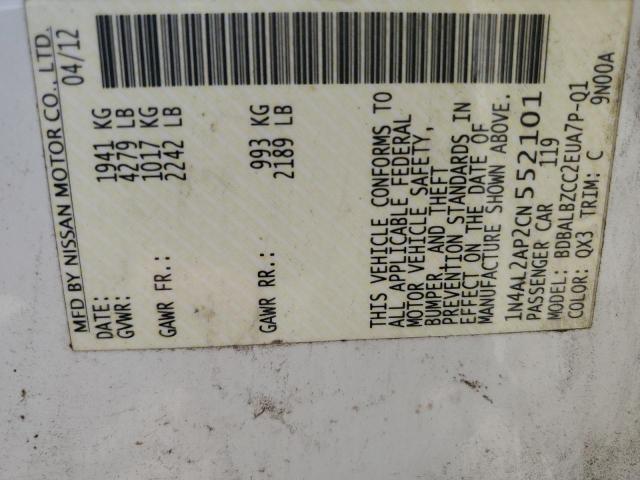 MFD BY NISSAN MOTOR CO., LTD.
DATE: 04/12
GVWR: 1941 KG
4279 LB
GAWR FR.: 1017 KG
2242 LB
GAWR RR.: 993 KG
2189 LB
THIS VEHICLE CONFORMS TO
ALL APPLICABLE FEDERAL
MOTOR VEHICLE SAFETY,
BUMPER, AND THEFT
PREVENTION STANDARDS IN
EFFECT ON THE DATE OF
MANUFACTURE SHOWN ABOVE.
1N4AL2AP2CN552101
PASSENGER CAR 119
MODEL: BDBALBZCC2EUA7P-Q1
COLOR: QX3 TRIM: C 9N00A